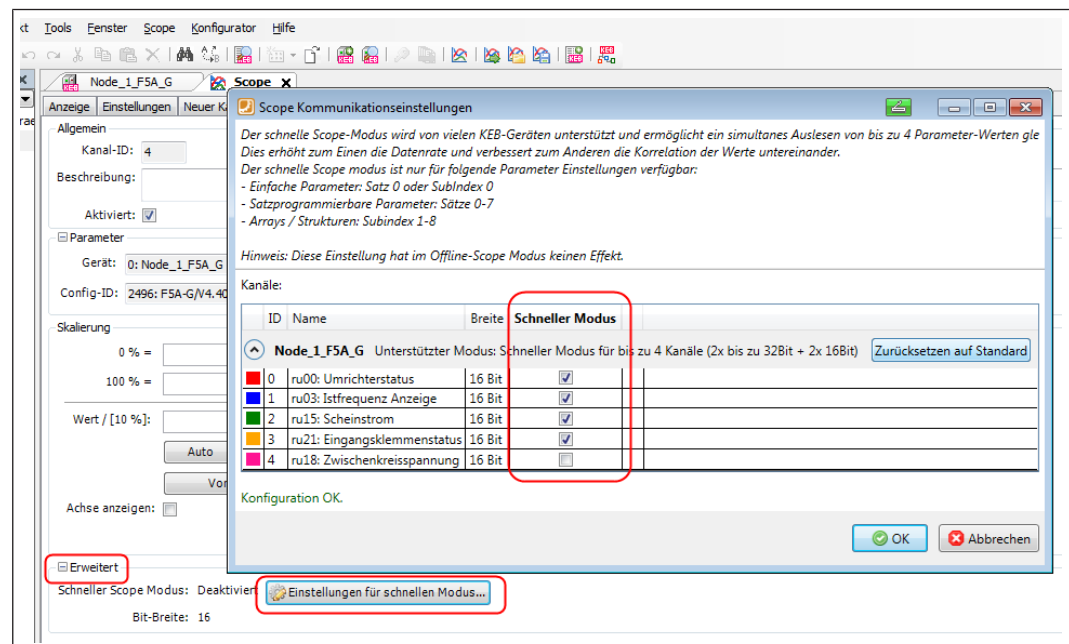 kt Tools Fenster Scope Konfigurator Hilfe
Node_1_F5A_G Scope X
Anzeige Einstellungen Neuer K
Allgemein
Kanal-ID: 4
Beschreibung:
Aktiviert:
Parameter
Gerät: 0: Node_1_F5A_G
Config-ID: 2496: F5A-G/V4.40
Skalierung
0 % =
100 % =
Wert / [10 %]:
Auto
Vor
Achse anzeigen:
Erweitert
Schneller Scope Modus: Deaktiviert Einstellungen für schnellen Modus...
Bit-Breite: 16
Scope Kommunikationseinstellungen
Der schnelle Scope-Modus wird von vielen KEB-Geräten unterstützt und ermöglicht ein simultanes Auslesen von bis zu 4 Parameter-Werten gle
Dies erhöht zum Einen die Datenrate und verbessert zum Anderen die Korrelation der Werte untereinander.
Der schnelle Scope modus ist nur für folgende Parameter Einstellungen verfügbar:
- Einfache Parameter: Satz 0 oder SubIndex 0
- Satzprogrammierbare Parameter: Sätze 0-7
- Arrays / Strukturen: Subindex 1-8
Hinweis: Diese Einstellung hat im Offline-Scope Modus keinen Effekt.
Kanäle:
ID Name Breite Schneller Modus
Node_1_F5A_G Unterstützter Modus: Schneller Modus für bis zu 4 Kanäle (2x bis zu 32Bit + 2x 16Bit) Zurücksetzen auf Standard
0 ru00: Umrichterstatus 16 Bit
1 ru03: Istfrequenz Anzeige 16 Bit
2 ru15: Scheinstrom 16 Bit
3 ru21: Eingangsklemmenstatus 16 Bit
4 ru18: Zwischenkreisspannung 16 Bit
Konfiguration OK.
OK Abbrechen